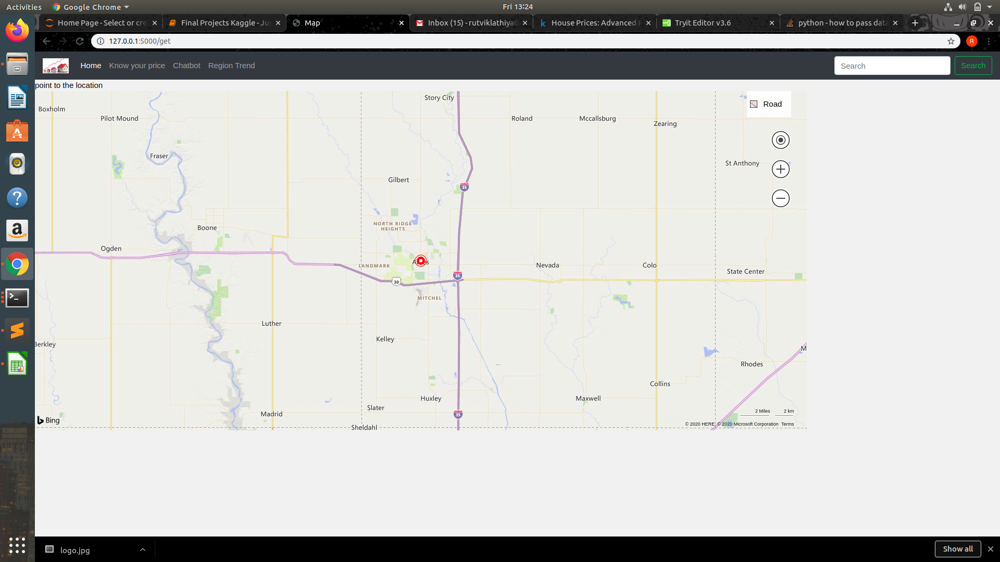 Activities Google Chrome Fri 13:24
Home Page - Select or cre Final Projects Kaggle - Ju Map Inbox (15) - rutviklathiya House Prices: Advanced Tryit Editor v3.6 python - how to pass data
127.0.0.1:5000/get R
Home Know your price Chatbot Region Trend Search Search
point to the location
Story City
Road
Boxholm
Pilot Mound
Roland
Mccallsburg
Zearing
Fraser
St Anthony
Gilbert
35
NORTH RIDGE
HEIGHTS
Boone
Ogden
LANDMARK
Nevada
Colo
State Center
35
30
MITCHEL
Luther
Kelley
Berkley
M
Rhodes
Collins
Huxley
Maxwell
Slater
Madrid
35
2 Miles 2 km
Bing
© 2020 HERE, © 2020 Microsoft Corporation Terms
Sheldahl
logo.jpg
Show all